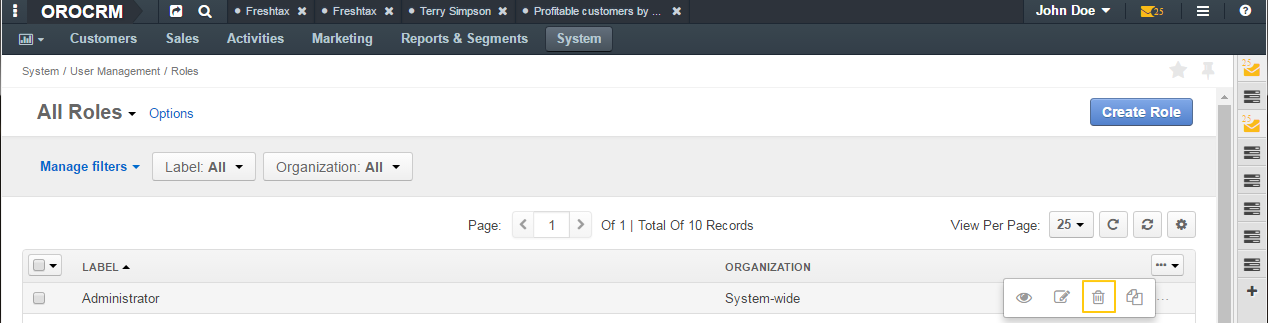 OROCRM Freshtax Freshtax Terry Simpson Profitable customers by ... John Doe 25
Customers Sales Activities Marketing Reports & Segments System
System / User Management / Roles
25
All Roles Options Create Role
25
Manage filters Label: All Organization: All
Page: 1 Of 1 | Total Of 10 Records View Per Page: 25
LABEL ORGANIZATION
Administrator System-wide